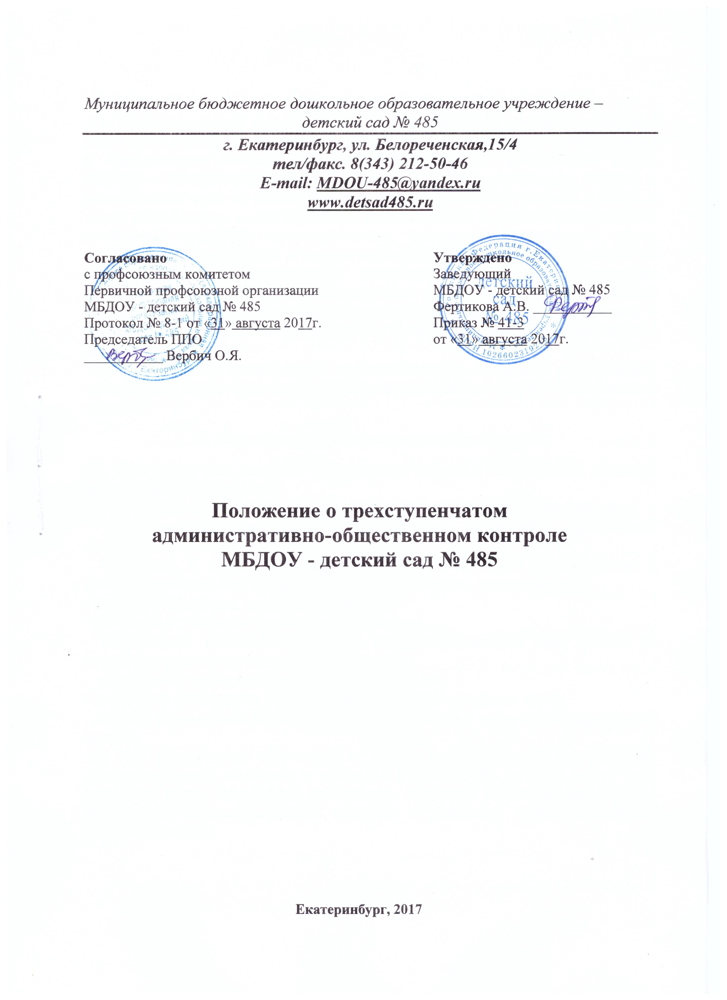 Муниципальное бюджетное дошкольное образовательное учреждение –
детский сад № 485
г. Екатеринбург, ул. Белореченская,15/4
тел/факс. 8(343) 212-50-46
E-mail: MDOU-485@yandex.ru
www.detsad485.ru
Согласовано
с профсоюзным комитетом
Первичной профсоюзной организации
МБДОУ - детский сад № 485
Протокол № 8-1 от «31» августа 2017г.
Председатель ППО
Вербич О.Я.
Утверждено
Заведующий
МБДОУ - детский сад № 485
Фертикова А.В.
Приказ № 41-3
от «31» августа 2017г.
детский
сад
№ 485
Положение о трехступенчатом
административно-общественном контроле
МБДОУ - детский сад № 485
Екатеринбург, 2017